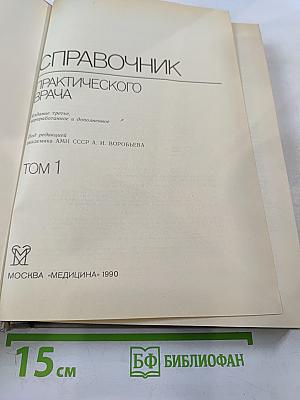 СПРАВОЧНИК
ПРАКТИЧЕСКОГО
ВРАЧА
Издание третье,
переработанное и дополненное
Под редакцией
академика АМН СССР А. И. ВОРОБЬЕВА
ТОМ 1
МОСКВА «МЕДИЦИНА» 1990
15 см
БФ БИБЛИОФАН